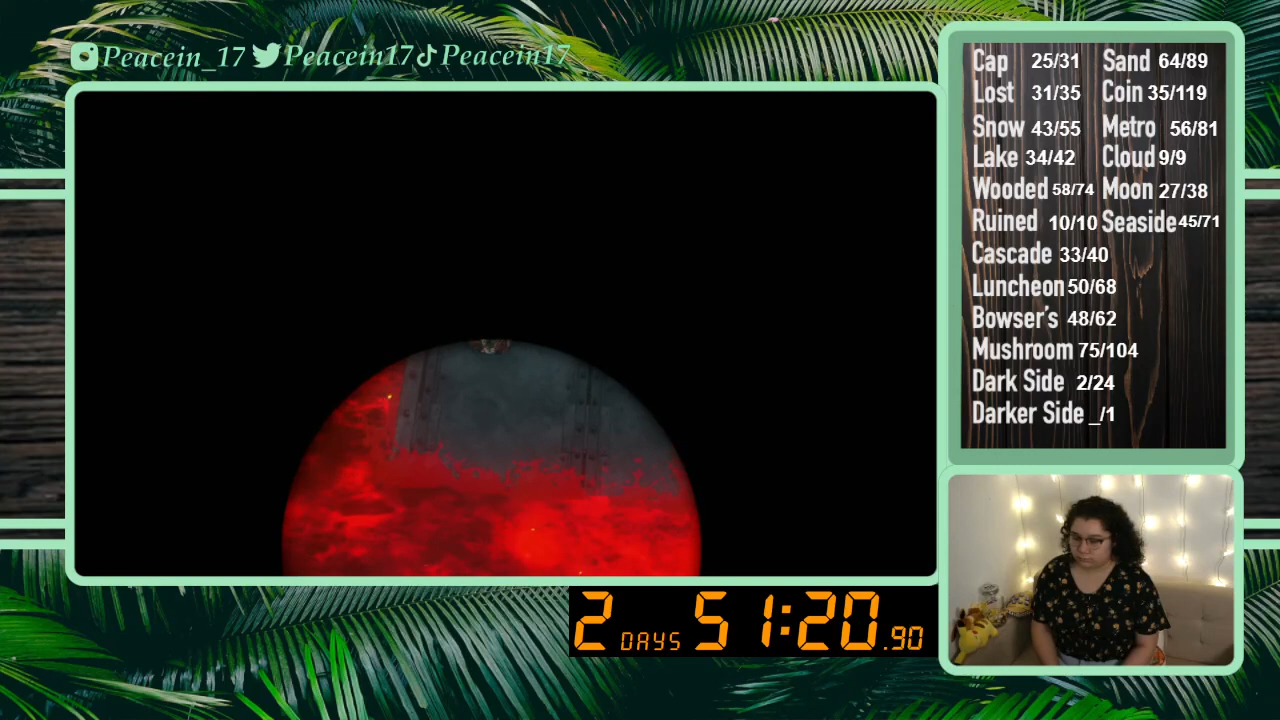 Peacein_17 Peacein17 Peacein17
Cap 25/31 Sand 64/89
Lost 31/35 Coin 35/119
Snow 43/55 Metro 56/81
Lake 34/42 Cloud 9/9
Wooded 58/74 Moon 27/38
Ruined 10/10 Seaside 45/71
Cascade 33/40
Luncheon 50/68
Bowser's 48/62
Mushroom 75/104
Dark Side 2/24
Darker Side _/1
2 DAYS 51:20.90